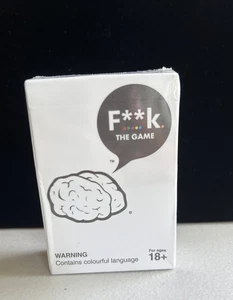 F**k.
THE GAME
TM
WARNING
Contains colourful language
For ages
18+